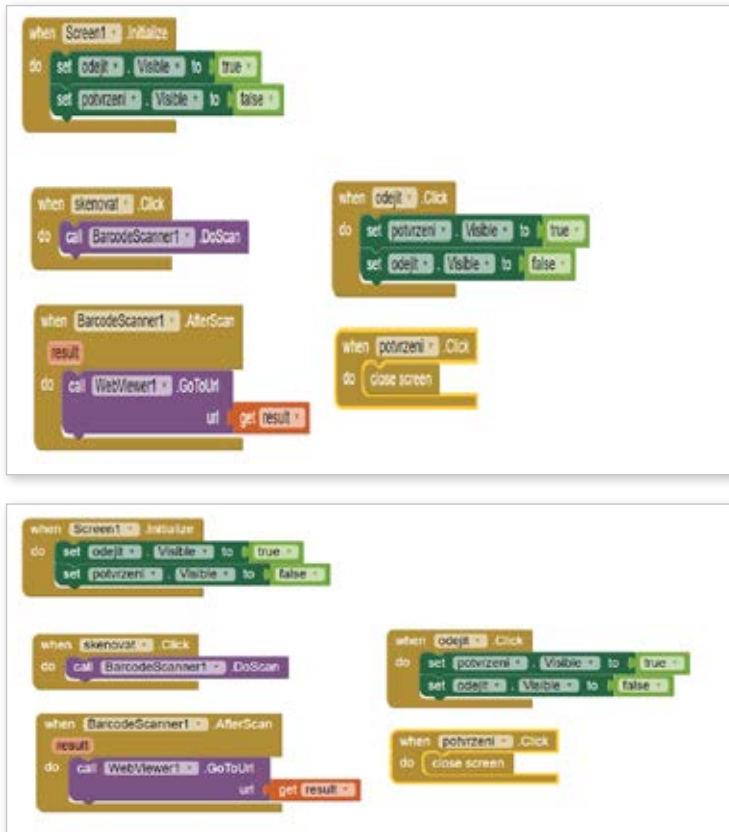 when Screen1 .Initialize
do set odejit . Visible to true
set potvrzeni . Visible to false
when skenovat .Click
do call BarcodeScanner1 .DoScan
when odejit .Click
do set potvrzeni . Visible to true
set odejit . Visible to false
when BarcodeScanner1 .AfterScan
result
do call WebViewer1 .GoToUrl
url get result
when potvrzeni .Click
do close screen
when Screen1 .Initialize
do set odejit . Visible to true
set potvrzeni . Visible to false
when skenovat .Click
do call BarcodeScanner1 .DoScan
when odejit .Click
do set potvrzeni . Visible to true
set odejit . Visible to false
when BarcodeScanner1 .AfterScan
result
do call WebViewer1 .GoToUrl
url get result
when potvrzeni .Click
do close screen